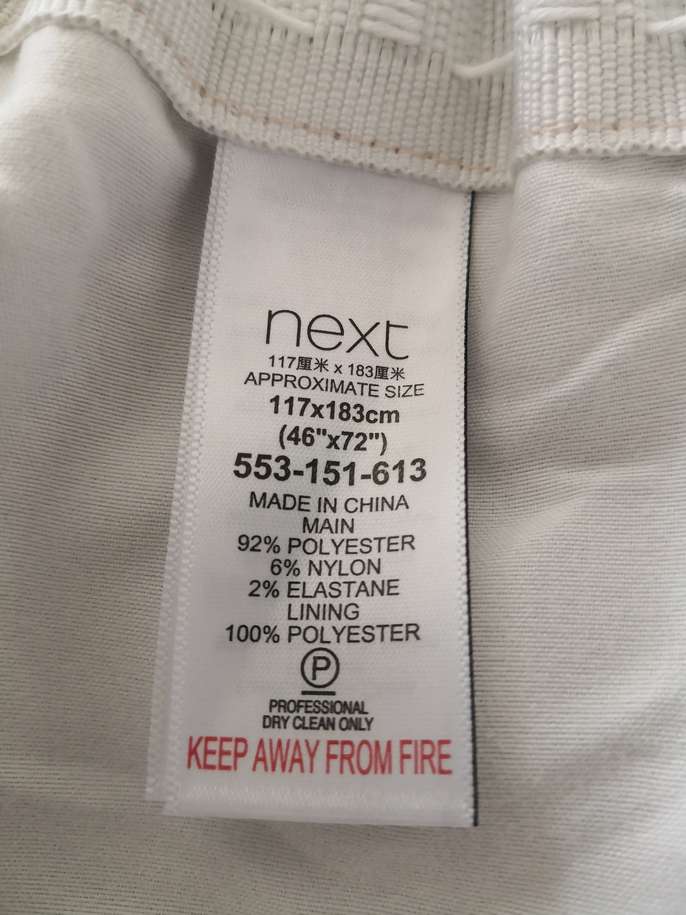 next
117厘米 x 183厘米
APPROXIMATE SIZE
117x183cm
(46"x72")
553-151-613
MADE IN CHINA
MAIN
92% POLYESTER
6% NYLON
2% ELASTANE
LINING
100% POLYESTER
P
PROFESSIONAL
DRY CLEAN ONLY
KEEP AWAY FROM FIRE